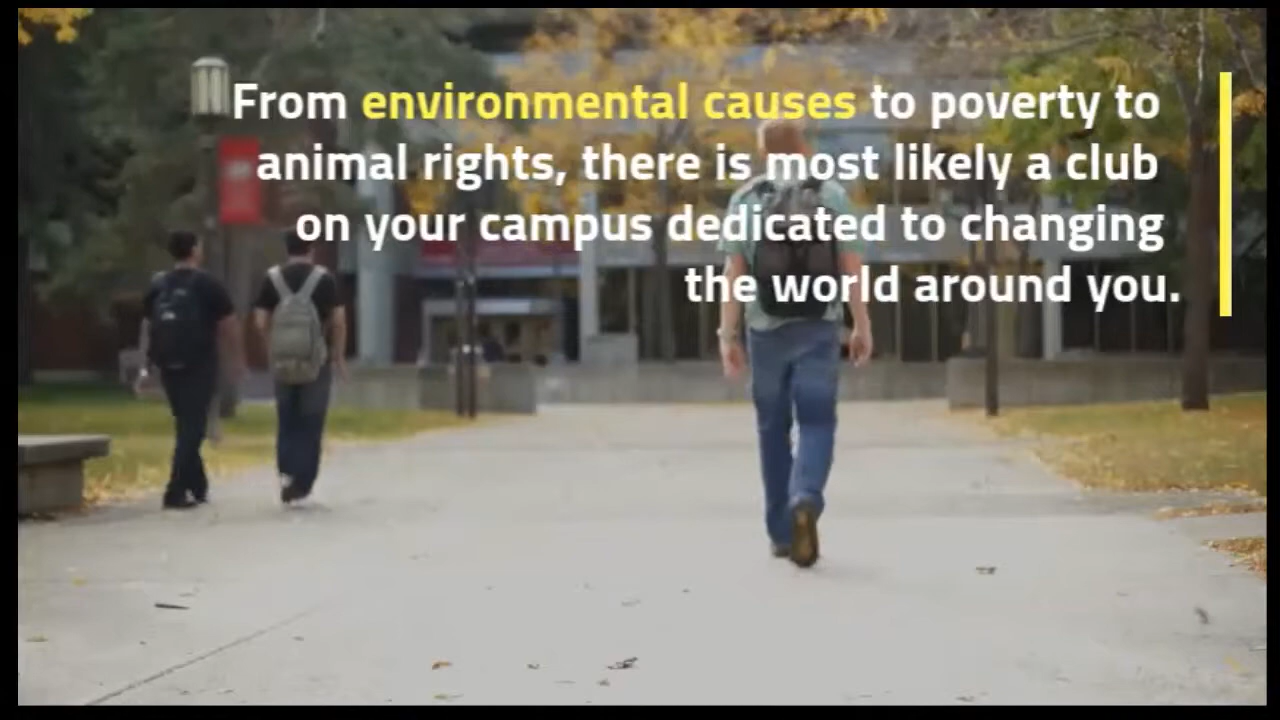 From environmental causes to poverty to
animal rights, there is most likely a club
on your campus dedicated to changing
the world around you.